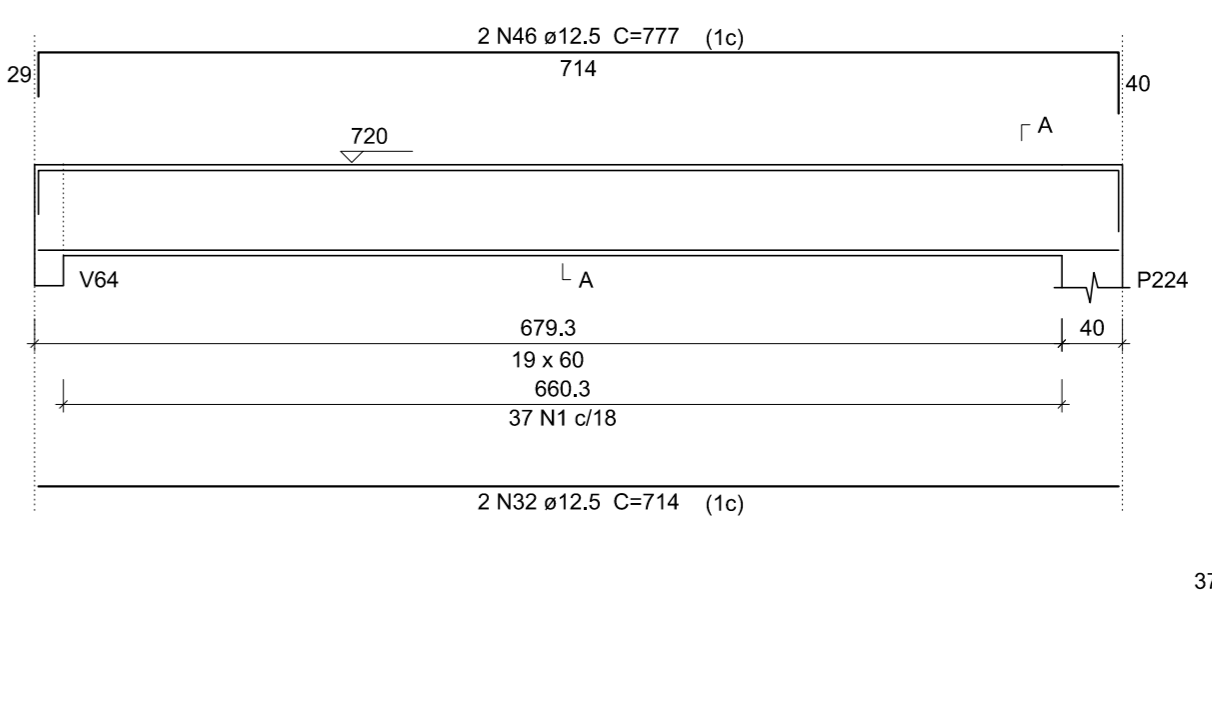 2 N46 ø12.5 C=777 (1c)
714
29
40
A
720
V64
A
P224
679.3
40
19 x 60
660.3
37 N1 c/18
2 N32 ø12.5 C=714 (1c)